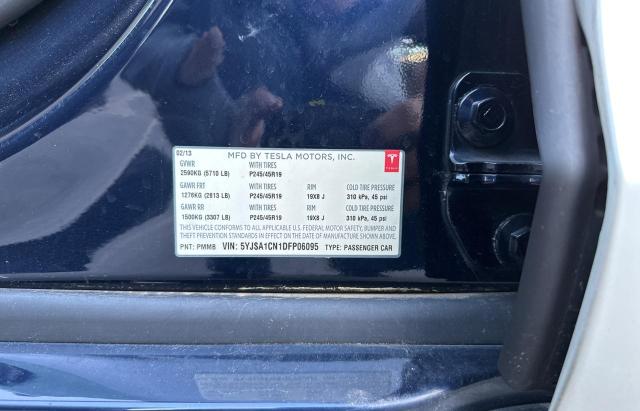 02/13 MFD BY TESLA MOTORS, INC.
GVWR WITH TIRES
2590KG (5710 LB) P245/45R19
GAWR FRT WITH TIRES RIM COLD TIRE PRESSURE
1276KG (2813 LB) P245/45R19 19X8 J 310 kPa, 45 psi
GAWR RR WITH TIRES RIM COLD TIRE PRESSURE
1500KG (3307 LB) P245/45R19 19X8 J 310 kPa, 45 psi
THIS VEHICLE CONFORMS TO ALL APPLICABLE U.S. FEDERAL MOTOR SAFETY, BUMPER AND
THEFT PREVENTION STANDARDS IN EFFECT ON THE DATE OF MANUFACTURE SHOWN ABOVE.
PNT: PMMB VIN: 5YJSA1CN1DFP06095 TYPE: PASSENGER CAR
TESLA